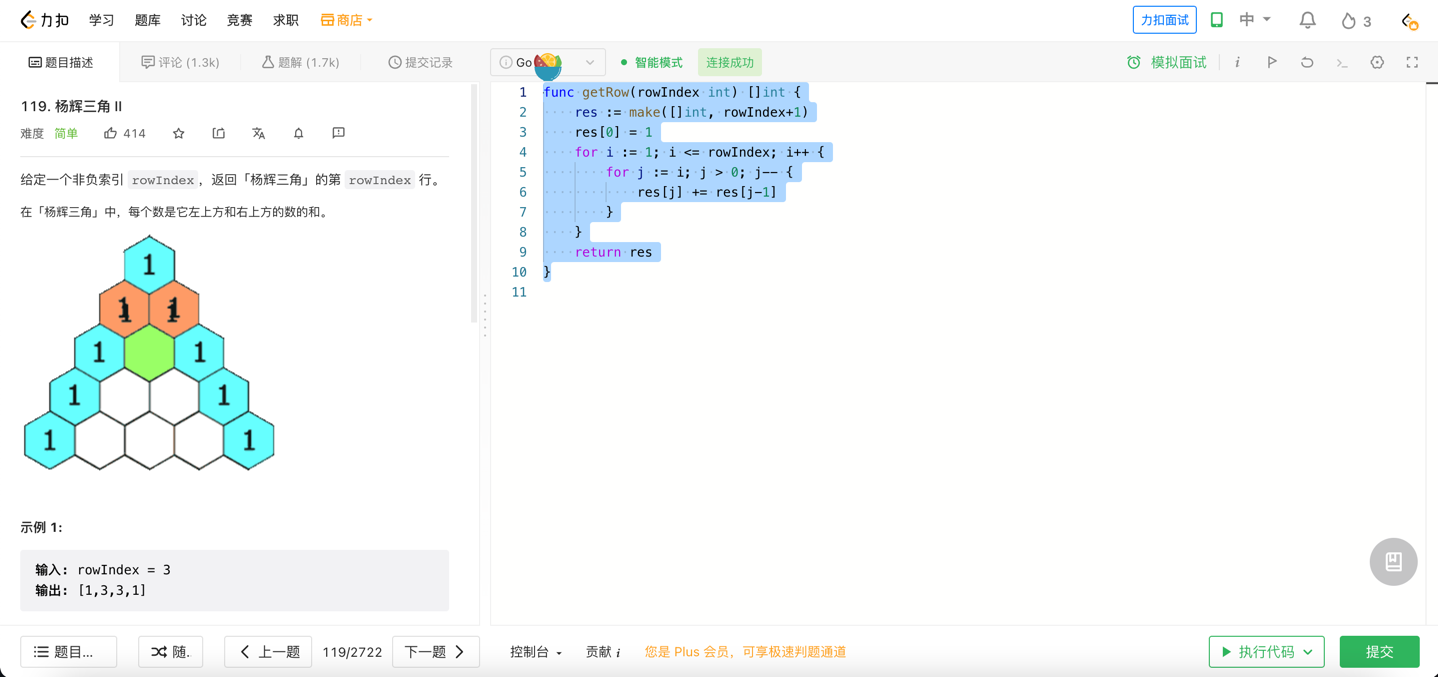 力扣 学习 题库 讨论 竞赛 求职 商店 力扣面试 中 3
题目描述 评论 (1.3k) 题解 (1.7k) 提交记录 i Go 智能模式 连接成功 模拟面试 i
119. 杨辉三角 II
难度 简单 414
给定一个非负索引 rowIndex，返回「杨辉三角」的第 rowIndex 行。
在「杨辉三角」中，每个数是它左上方和右上方的数的和。
1
1 1
1 1
1 1
1 1
示例 1:
输入: rowIndex = 3
输出: [1,3,3,1]
1 func getRow(rowIndex int) []int {
2 res := make([]int, rowIndex+1)
3 res[0] = 1
4 for i := 1; i <= rowIndex; i++ {
5 for j := i; j > 0; j-- {
6 res[j] += res[j-1]
7 }
8 }
9 return res
10 }
11
题目... 随. 上一题 119/2722 下一题 控制台 贡献 i 您是 Plus 会员，可享极速判题通道 执行代码 提交